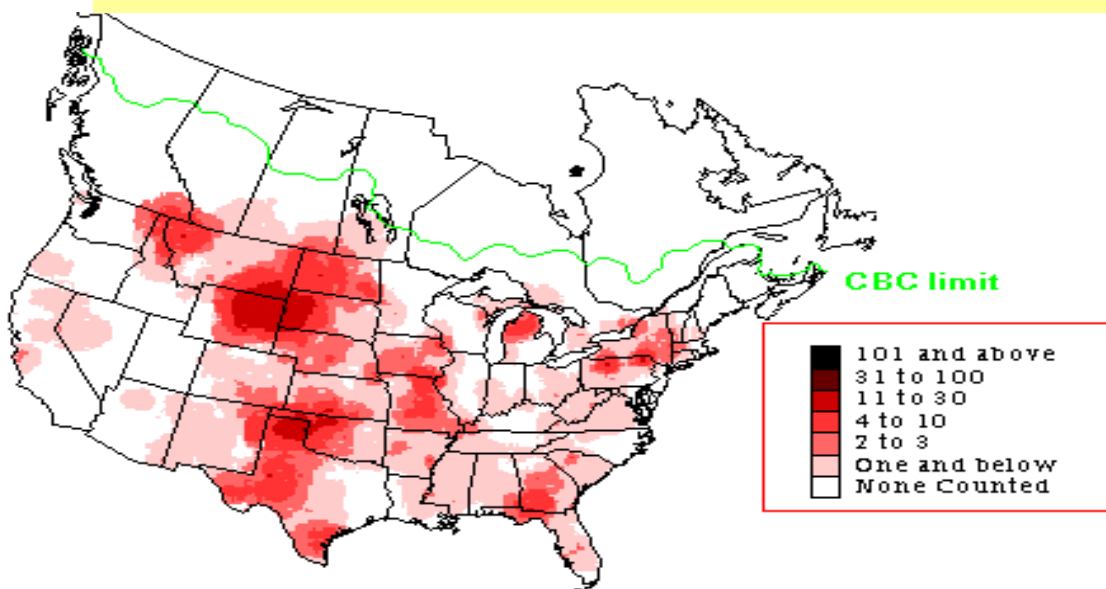 CBC limit
101 and above
31 to 100
11 to 30
4 to 10
2 to 3
One and below
None Counted